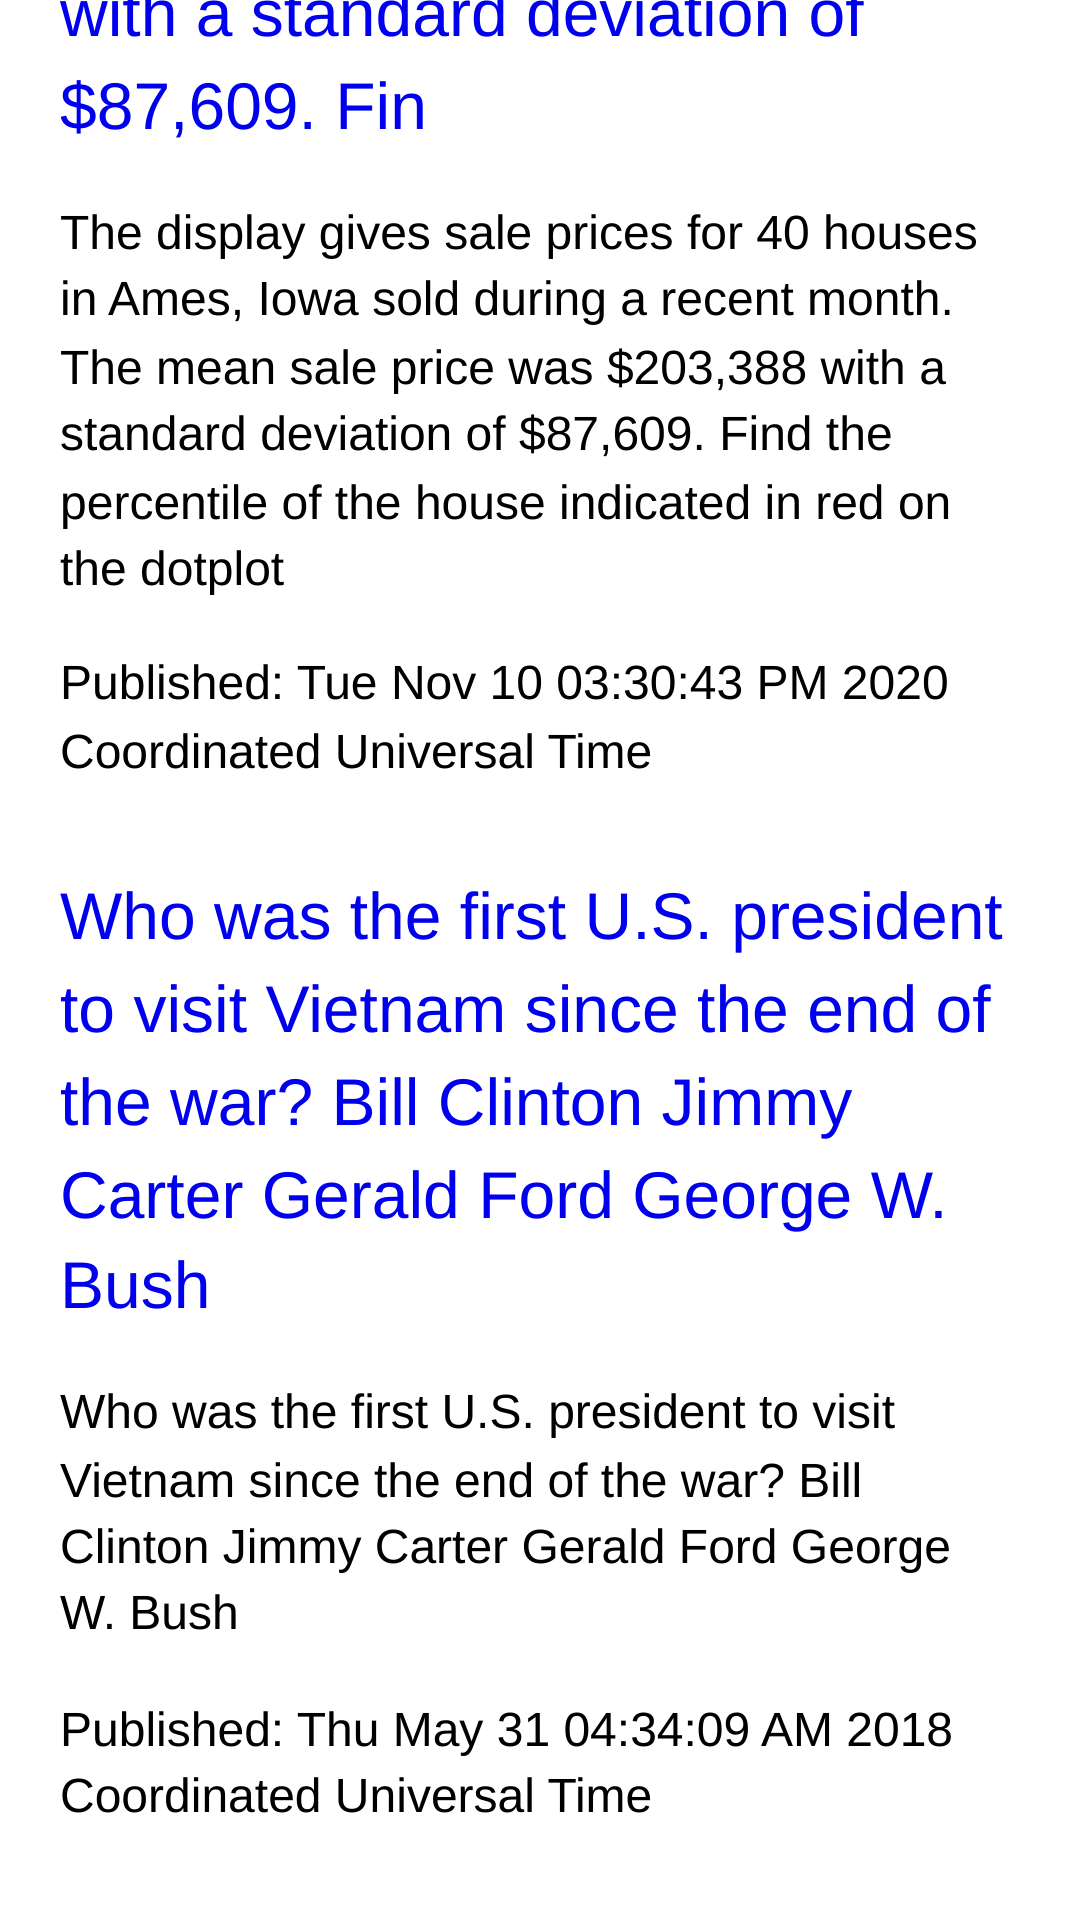 with a standard deviation of
$87,609. Fin
The display gives sale prices for 40 houses
in Ames, Iowa sold during a recent month.
The mean sale price was $203,388 with a
standard deviation of $87,609. Find the
percentile of the house indicated in red on
the dotplot
Published: Tue Nov 10 03:30:43 PM 2020
Coordinated Universal Time
Who was the first U.S. president
to visit Vietnam since the end of
the war? Bill Clinton Jimmy
Carter Gerald Ford George W.
Bush
Who was the first U.S. president to visit
Vietnam since the end of the war? Bill
Clinton Jimmy Carter Gerald Ford George
W. Bush
Published: Thu May 31 04:34:09 AM 2018
Coordinated Universal Time